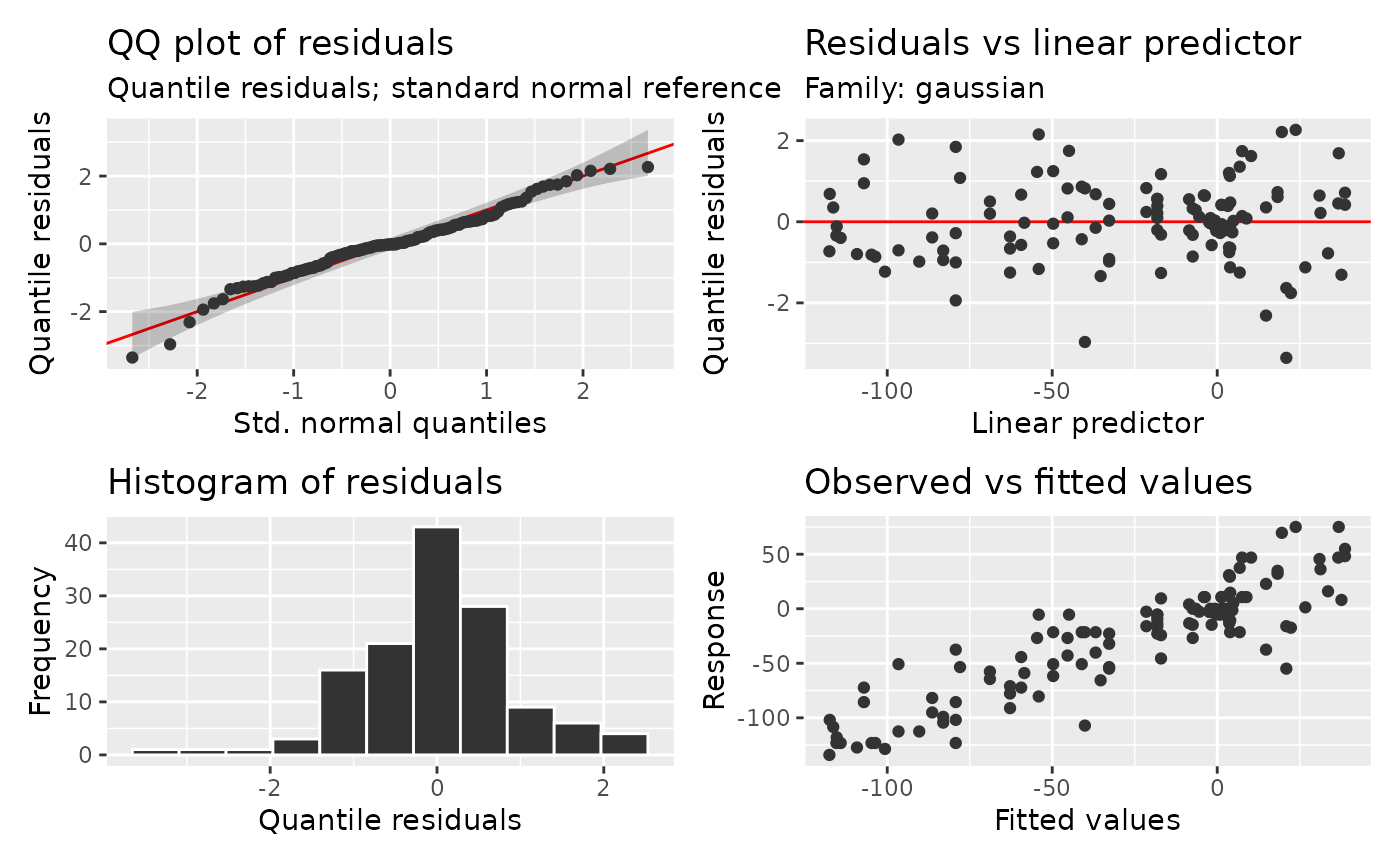 QQ plot of residuals
Quantile residuals; standard normal reference
Quantile residuals
2
0
-2
-2
-1
0
1
2
Std. normal quantiles
Residuals vs linear predictor
Family: gaussian
Quantile residuals
2
0
-2
-100
-50
0
Linear predictor
Histogram of residuals
Frequency
40
30
20
10
0
-2
0
2
Quantile residuals
Observed vs fitted values
Response
50
0
-50
-100
-100
-50
0
Fitted values